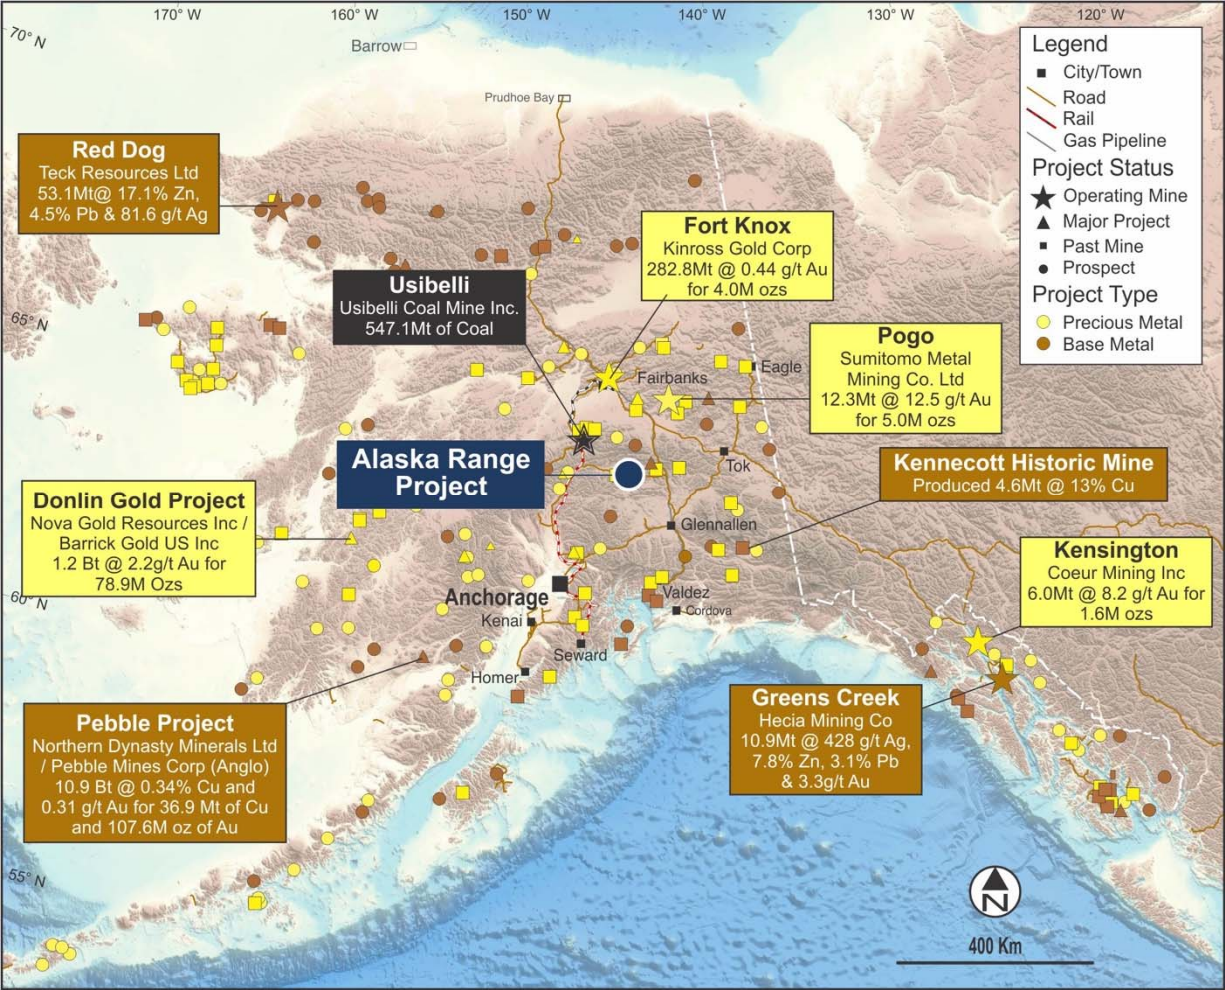 170° W
160° W
150° W
140° W
130° W
120° W
70° N
65° N
60° N
55° N
Barrow
Prudhoe Bay
Legend
City/Town
Road
Rail
Gas Pipeline
Project Status
Operating Mine
Major Project
Past Mine
Prospect
Project Type
Precious Metal
Base Metal
Red Dog
Teck Resources Ltd
53.1Mt@ 17.1% Zn,
4.5% Pb & 81.6 g/t Ag
Fort Knox
Kinross Gold Corp
282.8Mt @ 0.44 g/t Au
for 4.0M ozs
Usibelli
Usibelli Coal Mine Inc.
547.1Mt of Coal
Pogo
Sumitomo Metal
Mining Co. Ltd
12.3Mt @ 12.5 g/t Au
for 5.0M ozs
Eagle
Fairbanks
Alaska Range
Project
Tok
Kennecott Historic Mine
Produced 4.6Mt @ 13% Cu
Donlin Gold Project
Nova Gold Resources Inc /
Barrick Gold US Inc
1.2 Bt @ 2.2g/t Au for
78.9M Ozs
Glennallen
Kensington
Coeur Mining Inc
6.0Mt @ 8.2 g/t Au for
1.6M ozs
Anchorage
Valdez
Cordova
Kenai
Seward
Homer
Greens Creek
Hecia Mining Co
10.9Mt @ 428 g/t Ag,
7.8% Zn, 3.1% Pb
& 3.3g/t Au
Pebble Project
Northern Dynasty Minerals Ltd
/ Pebble Mines Corp (Anglo)
10.9 Bt @ 0.34% Cu and
0.31 g/t Au for 36.9 Mt of Cu
and 107.6M oz of Au
N
400 Km